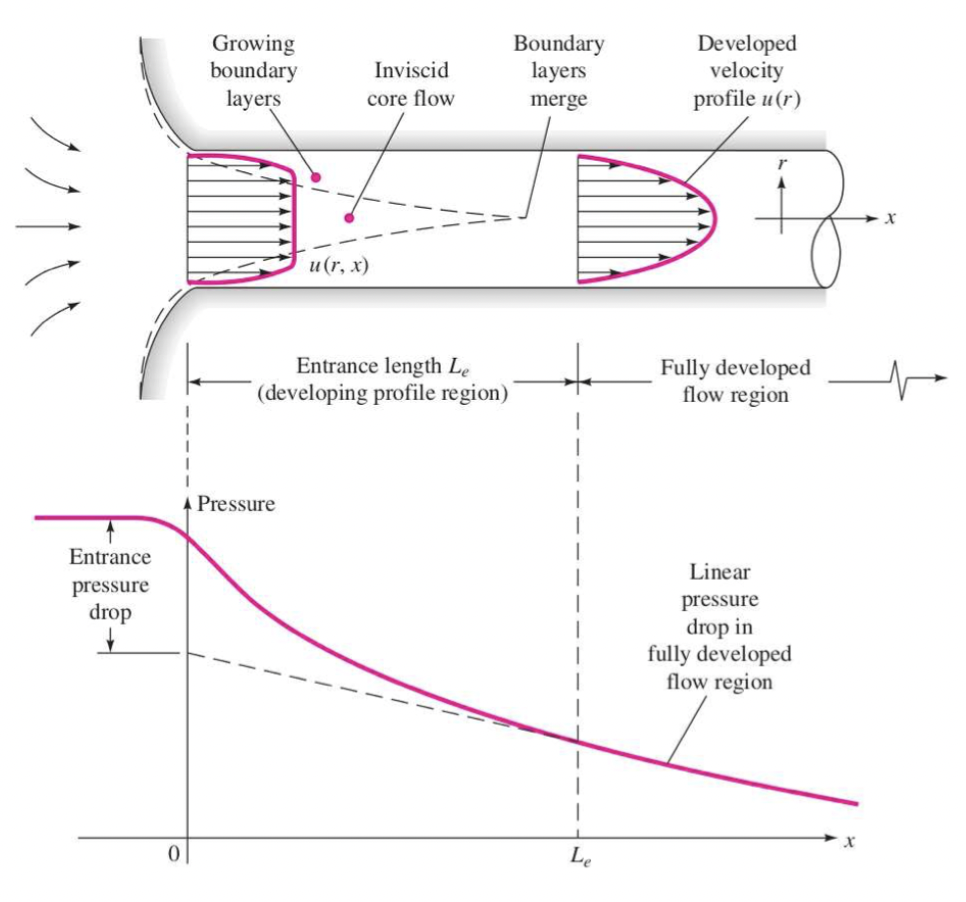 Growing
boundary
layers
Inviscid
core flow
Boundary
layers
merge
Developed
velocity
profile u(r)
r
x
u(r, x)
Entrance length Le
(developing profile region)
Fully developed
flow region
Pressure
Entrance
pressure
drop
Linear
pressure
drop in
fully developed
flow region
0
Le
x